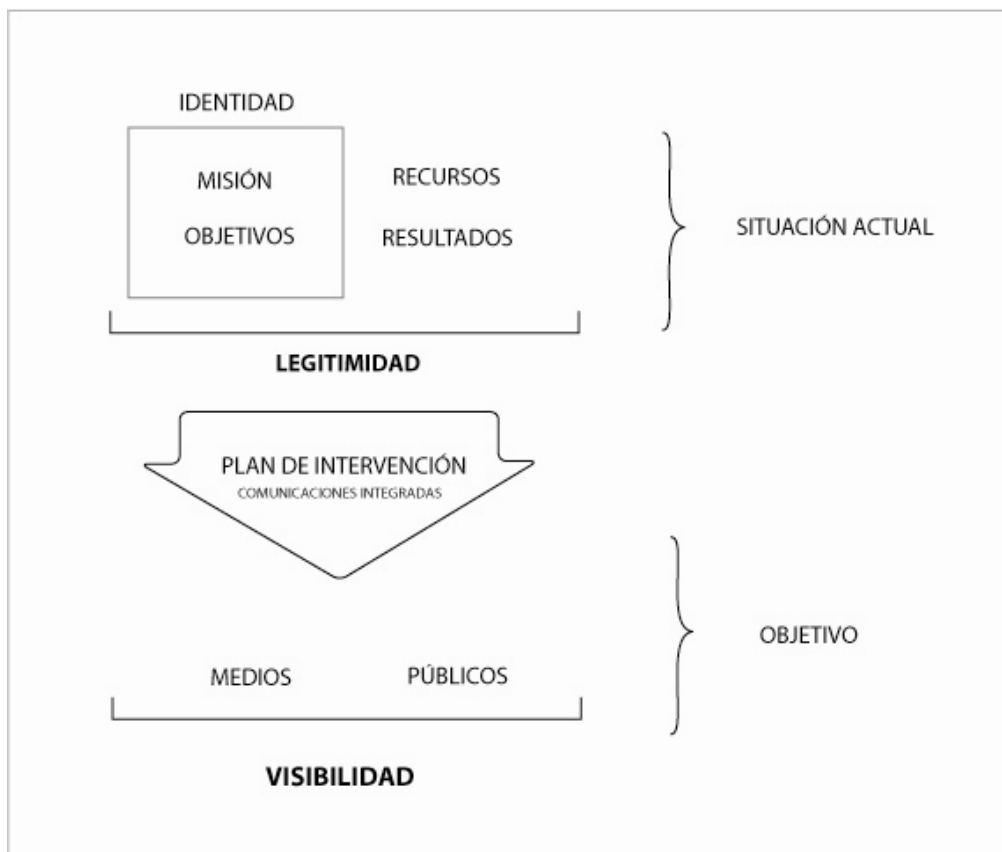 IDENTIDAD
MISIÓN
RECURSOS
OBJETIVOS
RESULTADOS
SITUACIÓN ACTUAL
LEGITIMIDAD
PLAN DE INTERVENCIÓN
COMUNICACIONES INTEGRADAS
OBJETIVO
MEDIOS
PÚBLICOS
VISIBILIDAD